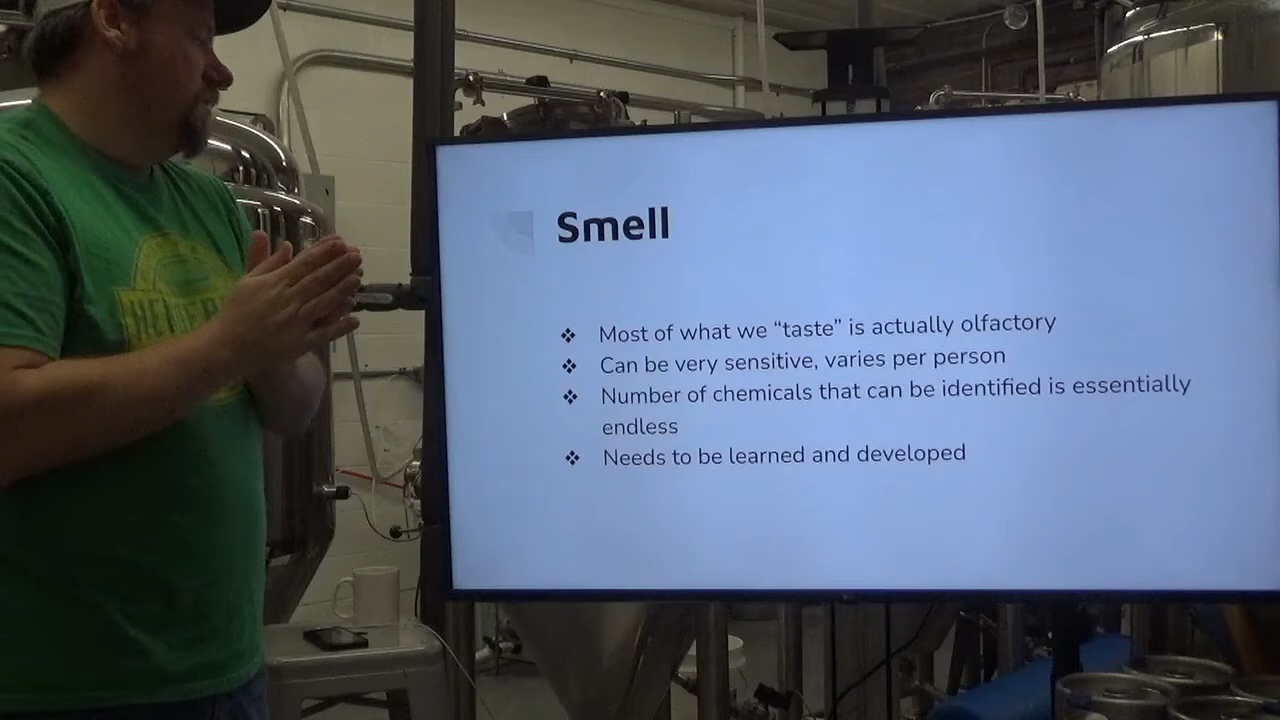 Smell
❖ Most of what we “taste” is actually olfactory
❖ Can be very sensitive, varies per person
❖ Number of chemicals that can be identified is essentially
endless
❖ Needs to be learned and developed